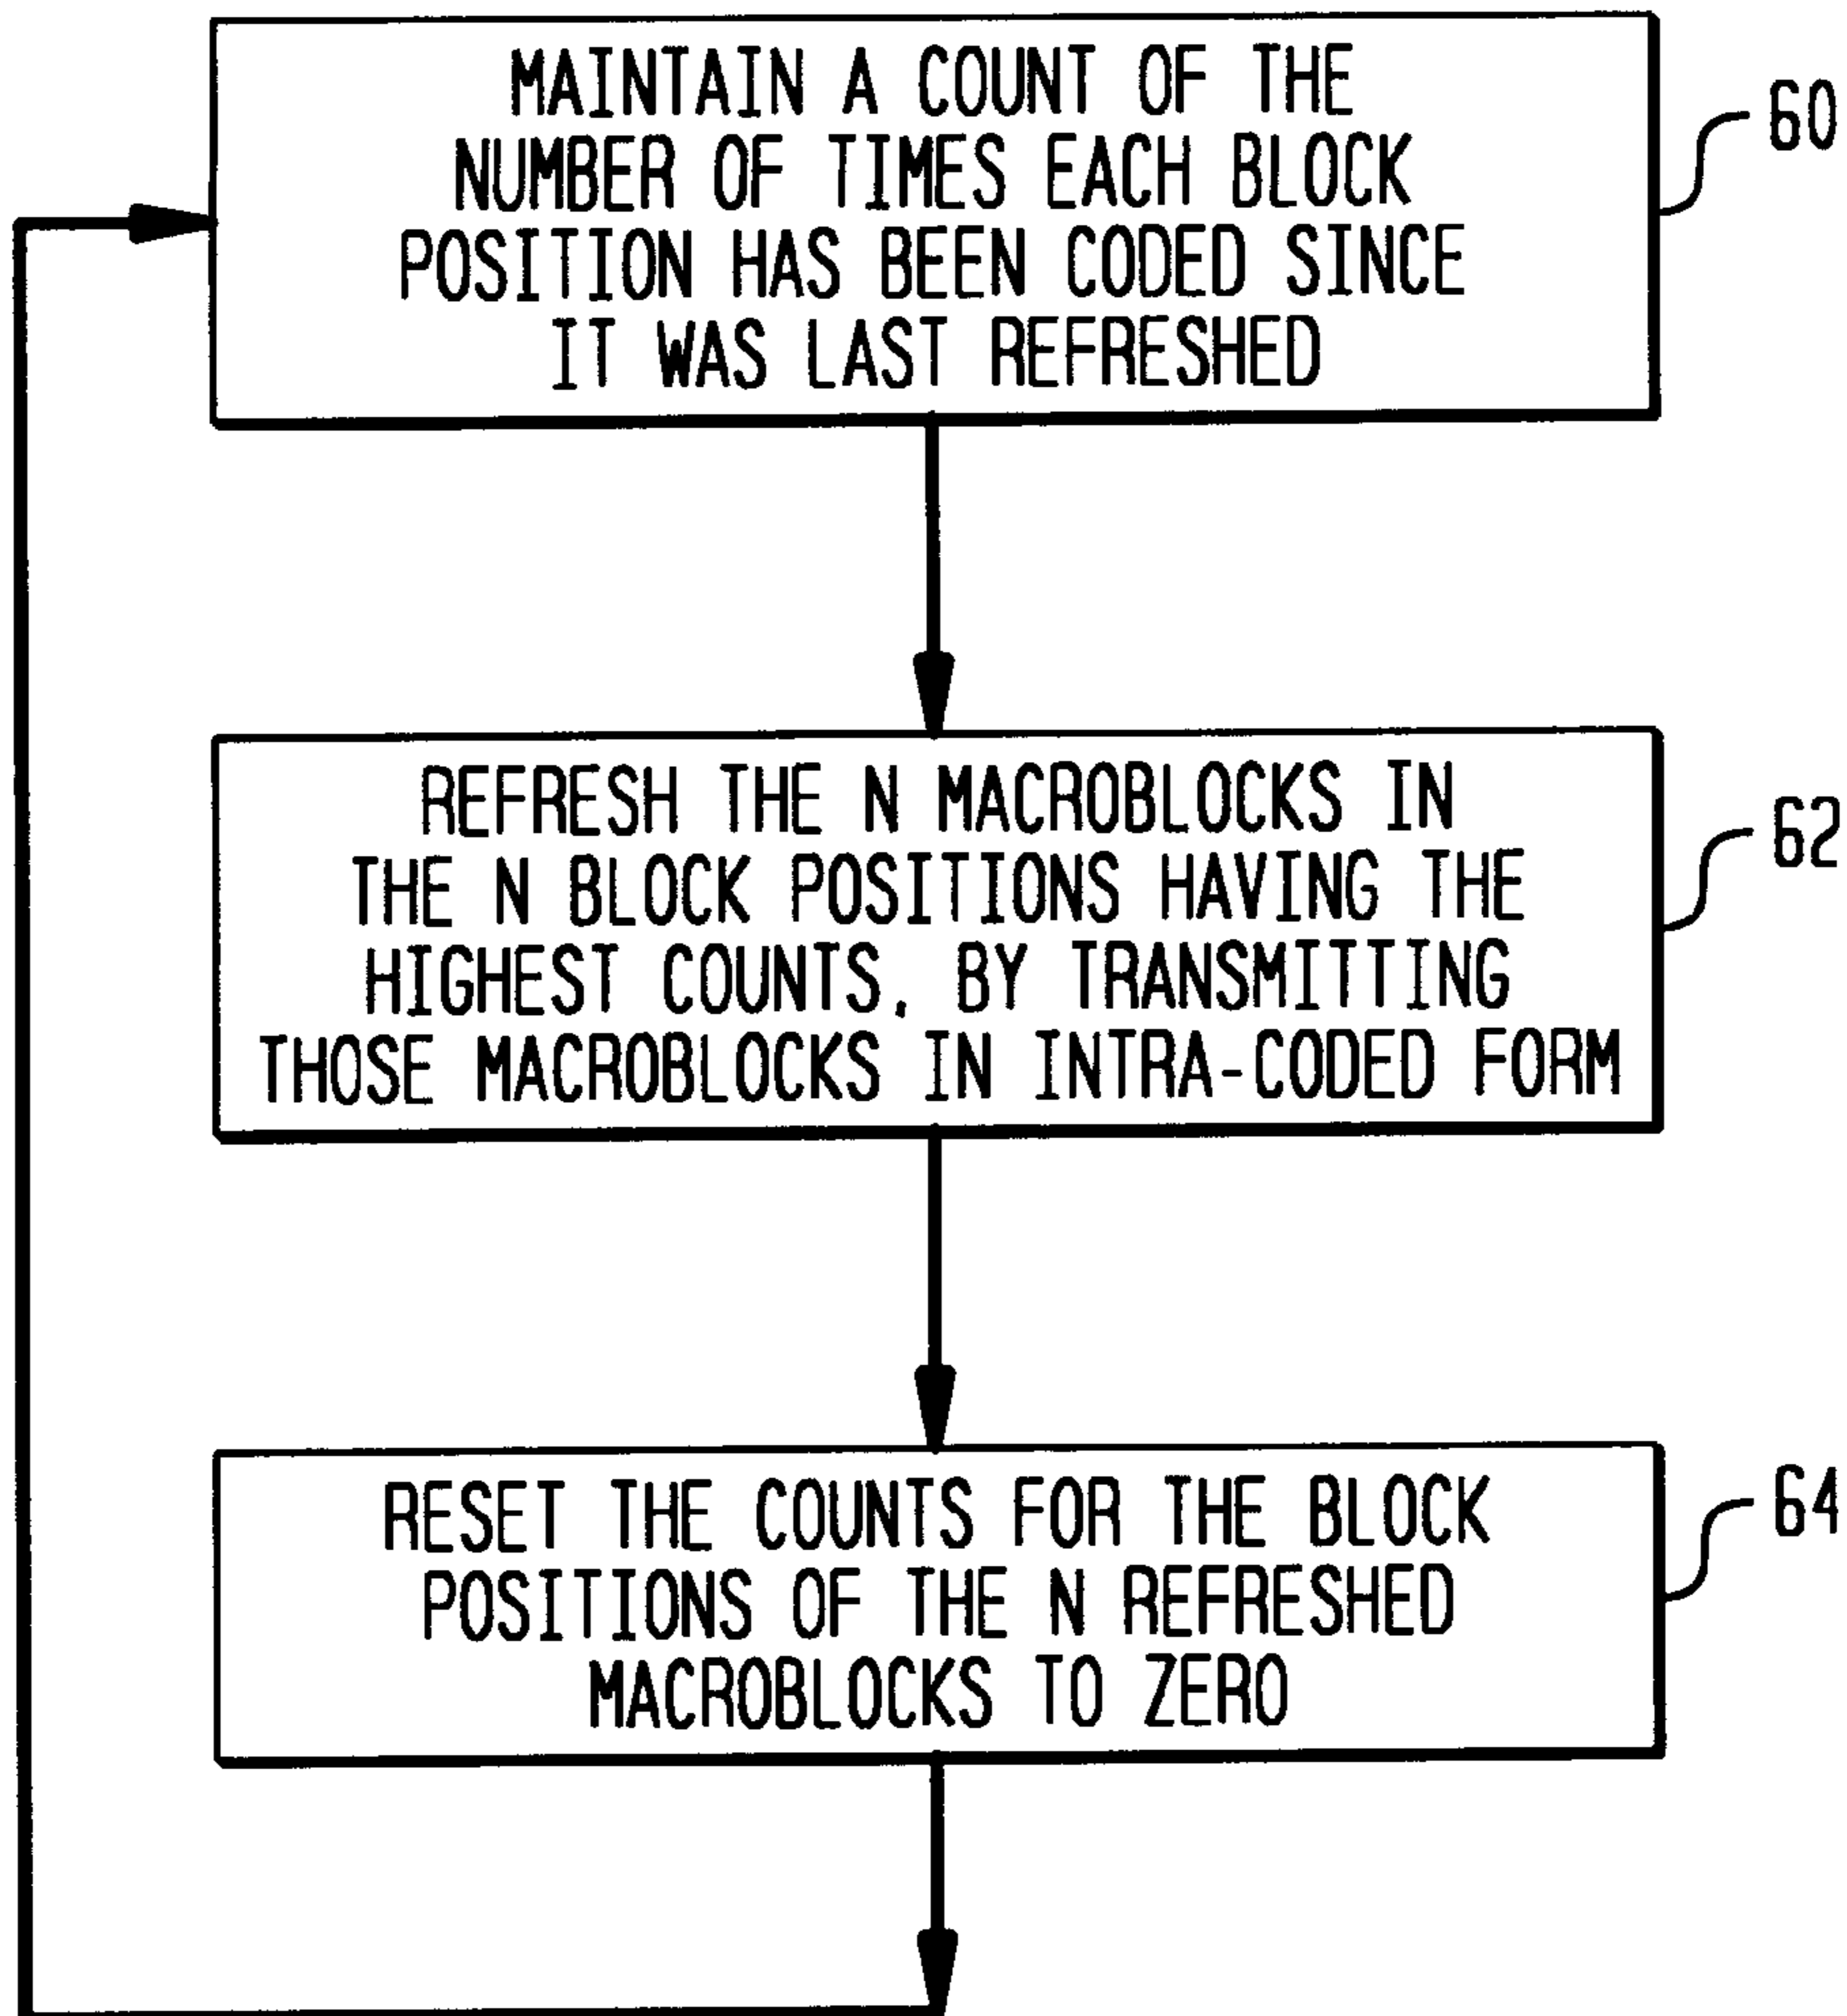 MAINTAIN A COUNT OF THE
NUMBER OF TIMES EACH BLOCK
POSITION HAS BEEN CODED SINCE
IT WAS LAST REFRESHED
60
REFRESH THE N MACROBLOCKS IN
THE N BLOCK POSITIONS HAVING THE
HIGHEST COUNTS, BY TRANSMITTING
THOSE MACROBLOCKS IN INTRA-CODED FORM
62
RESET THE COUNTS FOR THE BLOCK
POSITIONS OF THE N REFRESHED
MACROBLOCKS TO ZERO
64